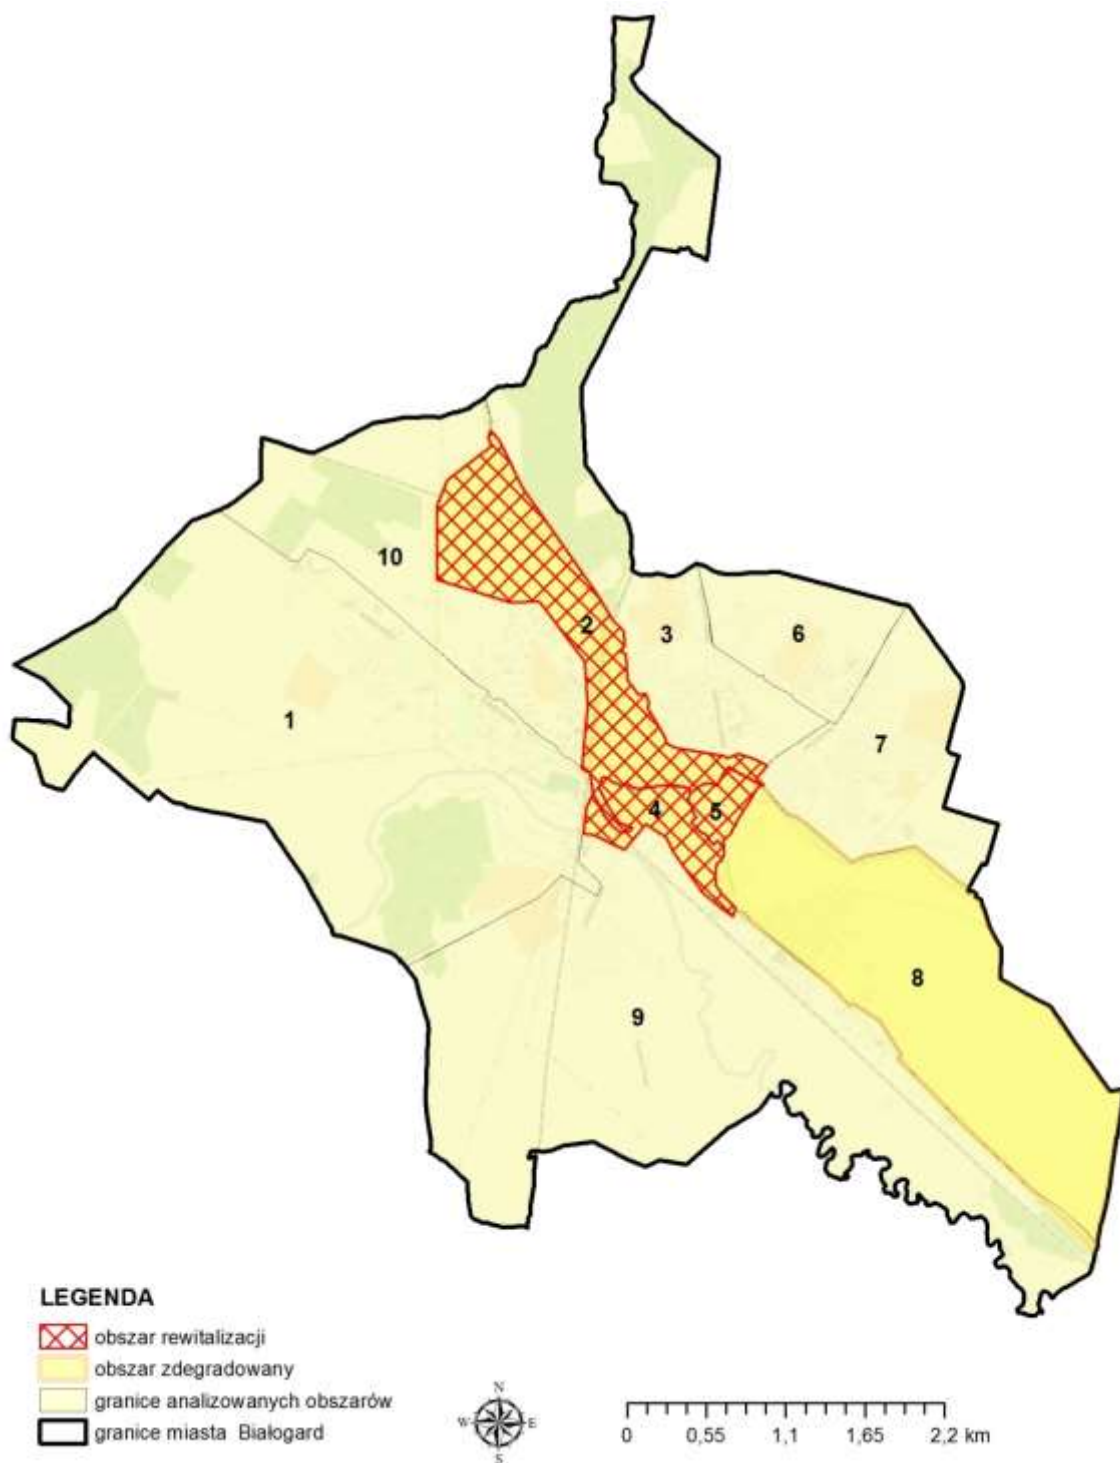 10
2
3
6
1
7
4
5
8
9
LEGENDA
obszar rewitalizacji
obszar zdegradowany
granice analizowanych obszarów
granice miasta Białogard
N
W E
S
0 0,55 1,1 1,65 2,2 km